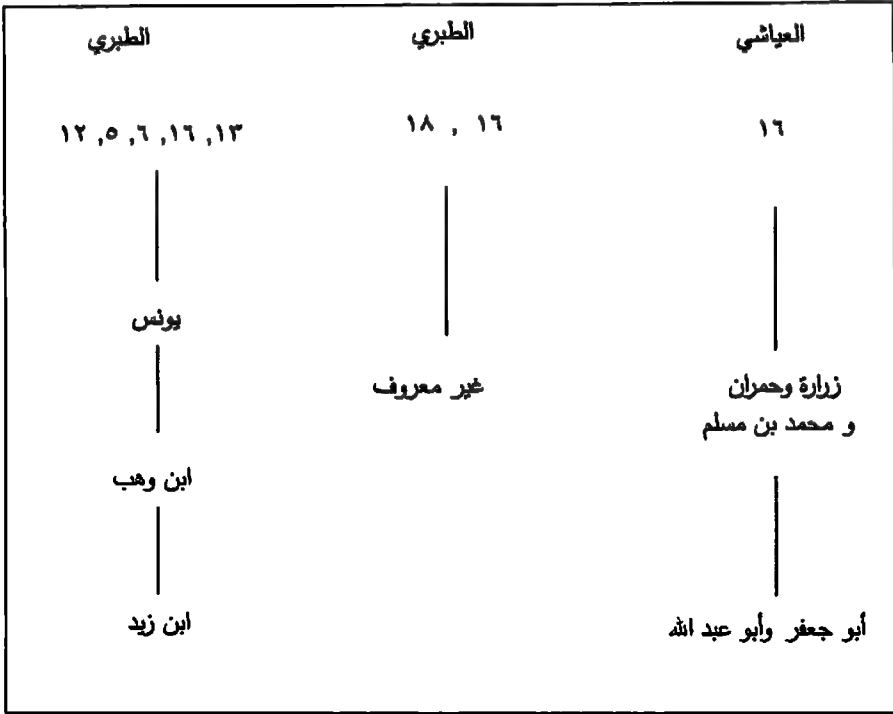 العياشي
١٦
زرارة وحمران
و محمد بن مسلم
أبو جعفر وأبو عبد الله
الطبري
١٦ , ١٨
غير معروف
الطبري
١٣, ١٦, ٦, ٥, ١٢
يونس
ابن وهب
ابن زيد